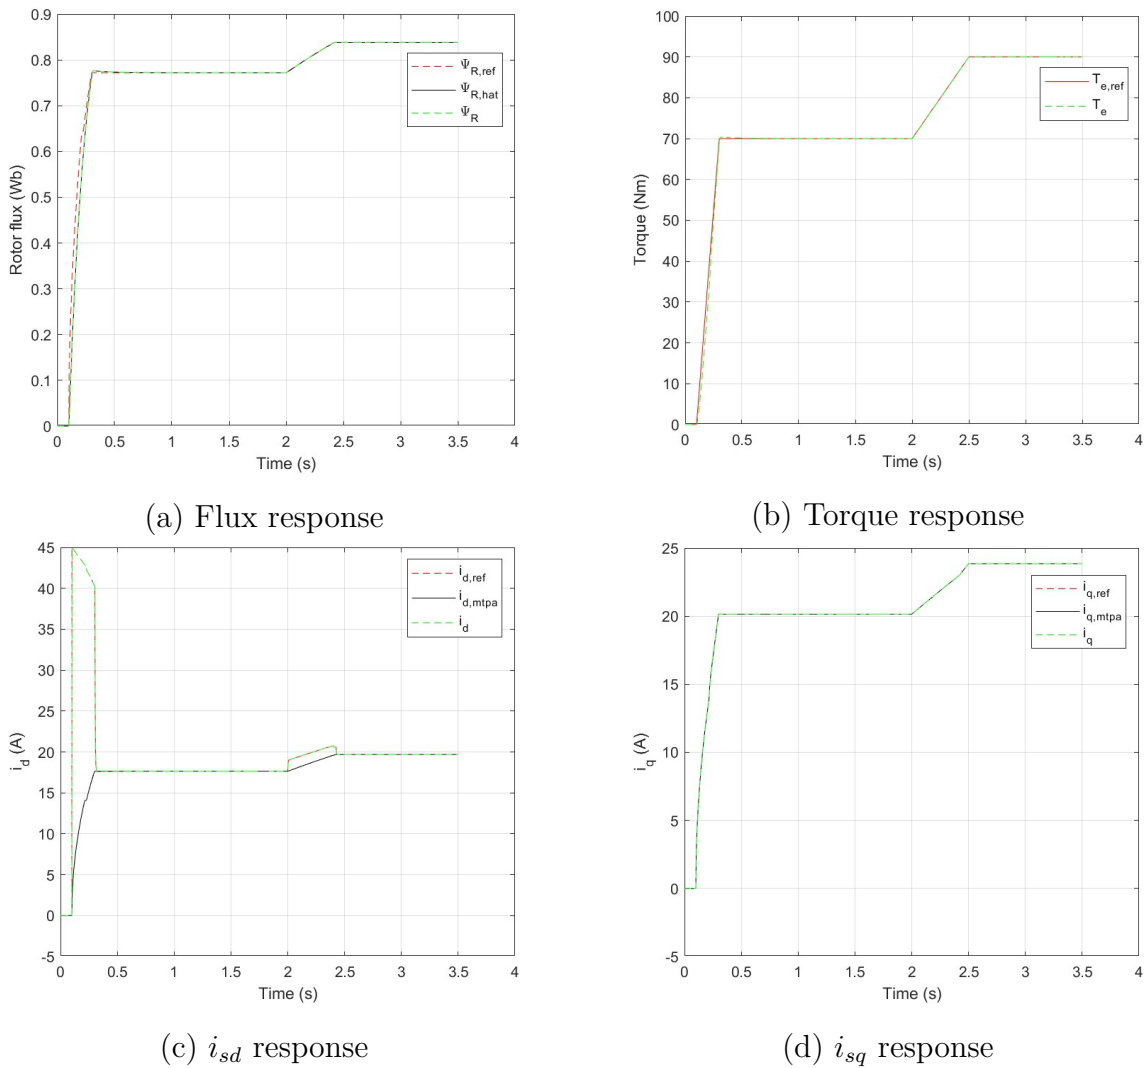 0.9
0.8
0.7
0.6
0.5
0.4
0.3
0.2
0.1
0
Rotor flux (Wb)
Ψ_R,ref
Ψ_R,hat
Ψ_R
0 0.5 1 1.5 2 2.5 3 3.5 4
Time (s)
(a) Flux response
100
90
80
70
60
50
40
30
20
10
0
Torque (Nm)
T_e,ref
T_e
0 0.5 1 1.5 2 2.5 3 3.5 4
Time (s)
(b) Torque response
45
40
35
30
25
20
15
10
5
0
-5
i_d (A)
i_d,ref
i_d,mtpa
i_d
0 0.5 1 1.5 2 2.5 3 3.5 4
Time (s)
(c) i_sd response
25
20
15
10
5
0
-5
i_q (A)
i_q,ref
i_q,mtpa
i_q
0 0.5 1 1.5 2 2.5 3 3.5 4
Time (s)
(d) i_sq response